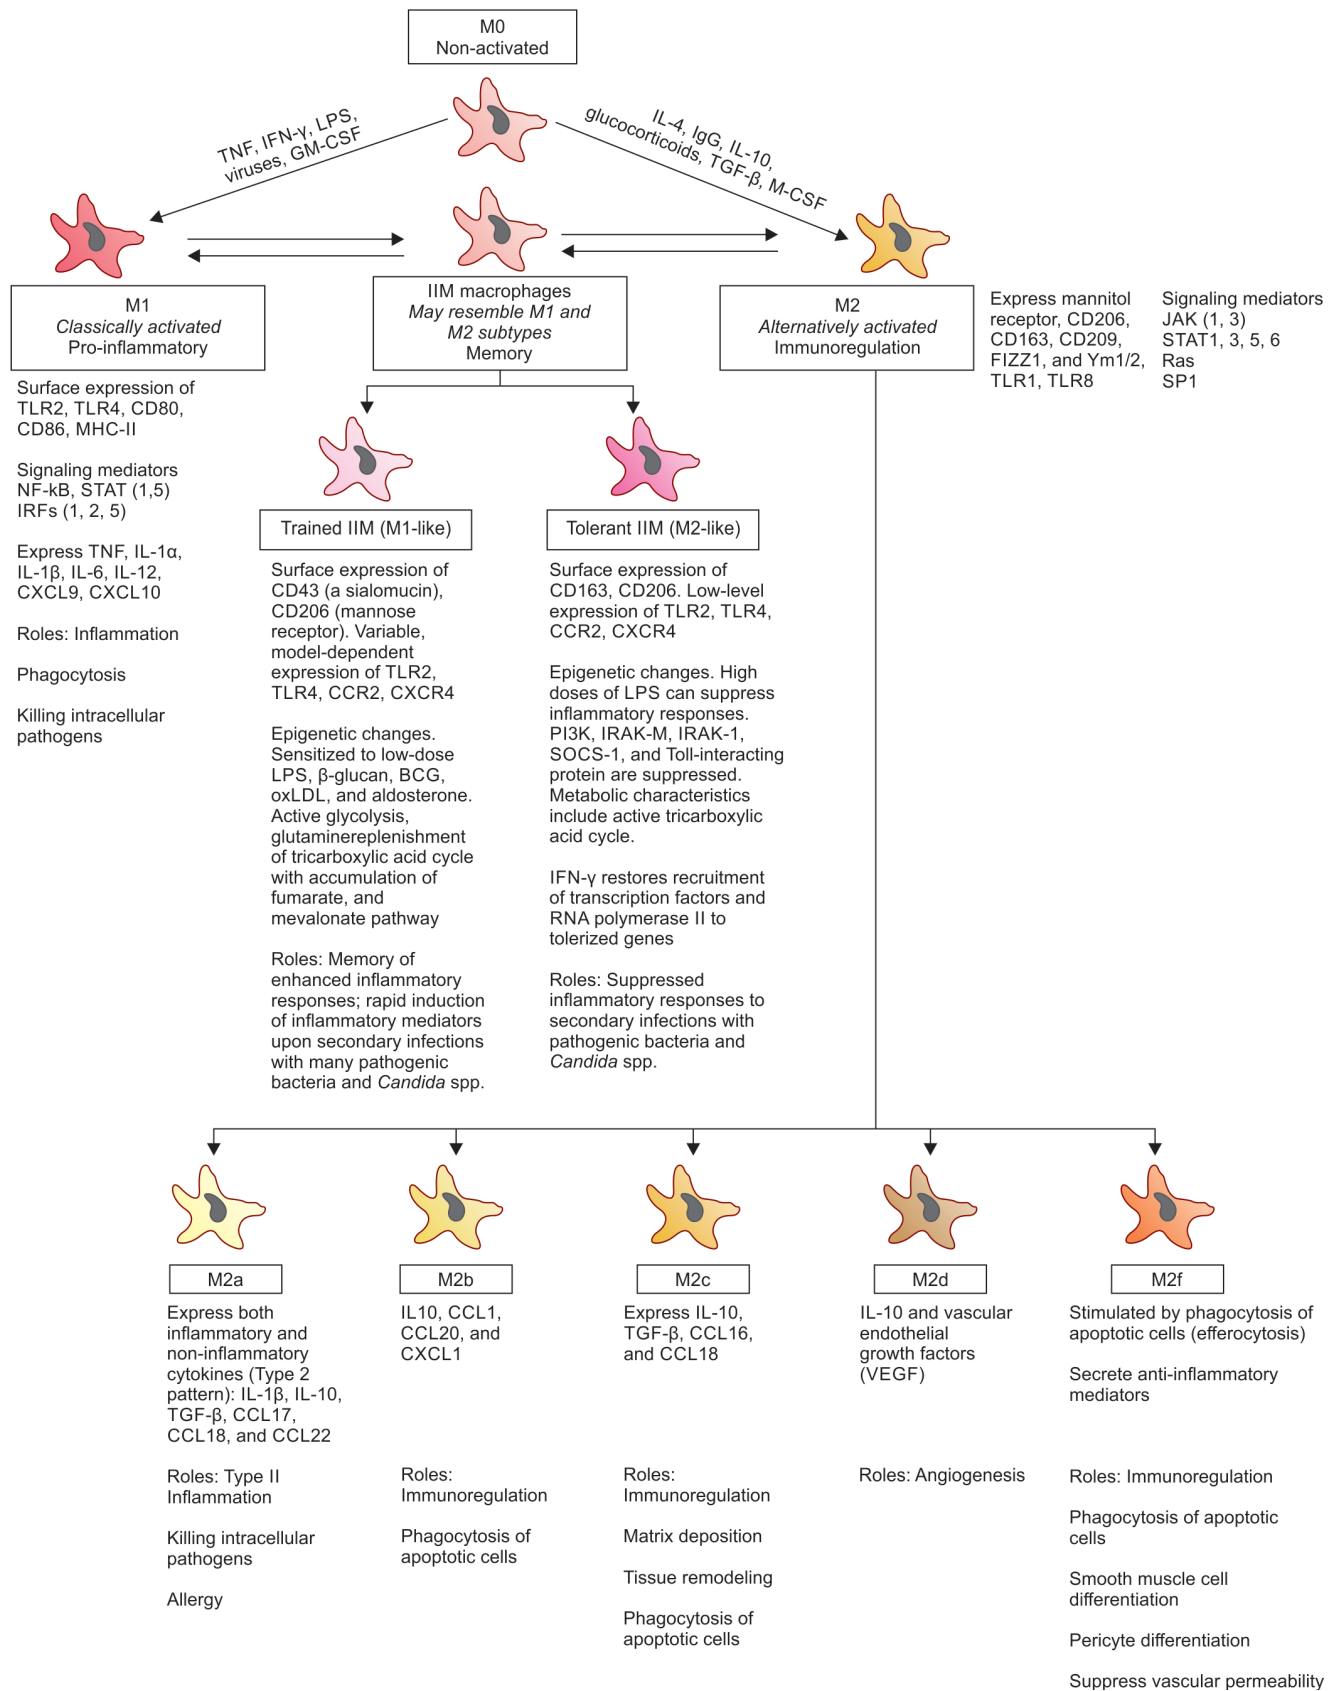 M0
Non-activated
TNF, IFN-γ, LPS,
viruses, GM-CSF
IL-4, IgG, IL-10,
glucocorticoids, TGF-β, M-CSF
M1
Classically activated
Pro-inflammatory
IIM macrophages
May resemble M1 and
M2 subtypes
Memory
M2
Alternatively activated
Immunoregulation
Express mannitol
receptor, CD206,
CD163, CD209,
FIZZ1, and Ym1/2,
TLR1, TLR8
Signaling mediators
JAK (1, 3)
STAT1, 3, 5, 6
Ras
SP1
Surface expression of
TLR2, TLR4, CD80,
CD86, MHC-II
Signaling mediators
NF-kB, STAT (1,5)
IRFs (1, 2, 5)
Express TNF, IL-1α,
IL-1β, IL-6, IL-12,
CXCL9, CXCL10
Roles: Inflammation
Phagocytosis
Killing intracellular
pathogens
Trained IIM (M1-like)
Surface expression of
CD43 (a sialomucin),
CD206 (mannose
receptor). Variable,
model-dependent
expression of TLR2,
TLR4, CCR2, CXCR4
Epigenetic changes.
Sensitized to low-dose
LPS, β-glucan, BCG,
oxLDL, and aldosterone.
Active glycolysis,
glutaminereplenishment
of tricarboxylic acid cycle
with accumulation of
fumarate, and
mevalonate pathway
Roles: Memory of
enhanced inflammatory
responses; rapid induction
of inflammatory mediators
upon secondary infections
with many pathogenic
bacteria and Candida spp.
Tolerant IIM (M2-like)
Surface expression of
CD163, CD206. Low-level
expression of TLR2, TLR4,
CCR2, CXCR4
Epigenetic changes. High
doses of LPS can suppress
inflammatory responses.
PI3K, IRAK-M, IRAK-1,
SOCS-1, and Toll-interacting
protein are suppressed.
Metabolic characteristics
include active tricarboxylic
acid cycle.
IFN-γ restores recruitment
of transcription factors and
RNA polymerase II to
tolerized genes
Roles: Suppressed
inflammatory responses to
secondary infections with
pathogenic bacteria and
Candida spp.
M2a
Express both
inflammatory and
non-inflammatory
cytokines (Type 2
pattern): IL-1β, IL-10,
TGF-β, CCL17,
CCL18, and CCL22
Roles: Type II
Inflammation
Killing intracellular
pathogens
Allergy
M2b
IL10, CCL1,
CCL20, and
CXCL1
Roles:
Immunoregulation
Phagocytosis of
apoptotic cells
M2c
Express IL-10,
TGF-β, CCL16,
and CCL18
Roles:
Immunoregulation
Matrix deposition
Tissue remodeling
Phagocytosis of
apoptotic cells
M2d
IL-10 and vascular
endothelial
growth factors
(VEGF)
Roles: Angiogenesis
M2f
Stimulated by phagocytosis of
apoptotic cells (efferocytosis)
Secrete anti-inflammatory
mediators
Roles: Immunoregulation
Phagocytosis of apoptotic
cells
Smooth muscle cell
differentiation
Pericyte differentiation
Suppress vascular permeability